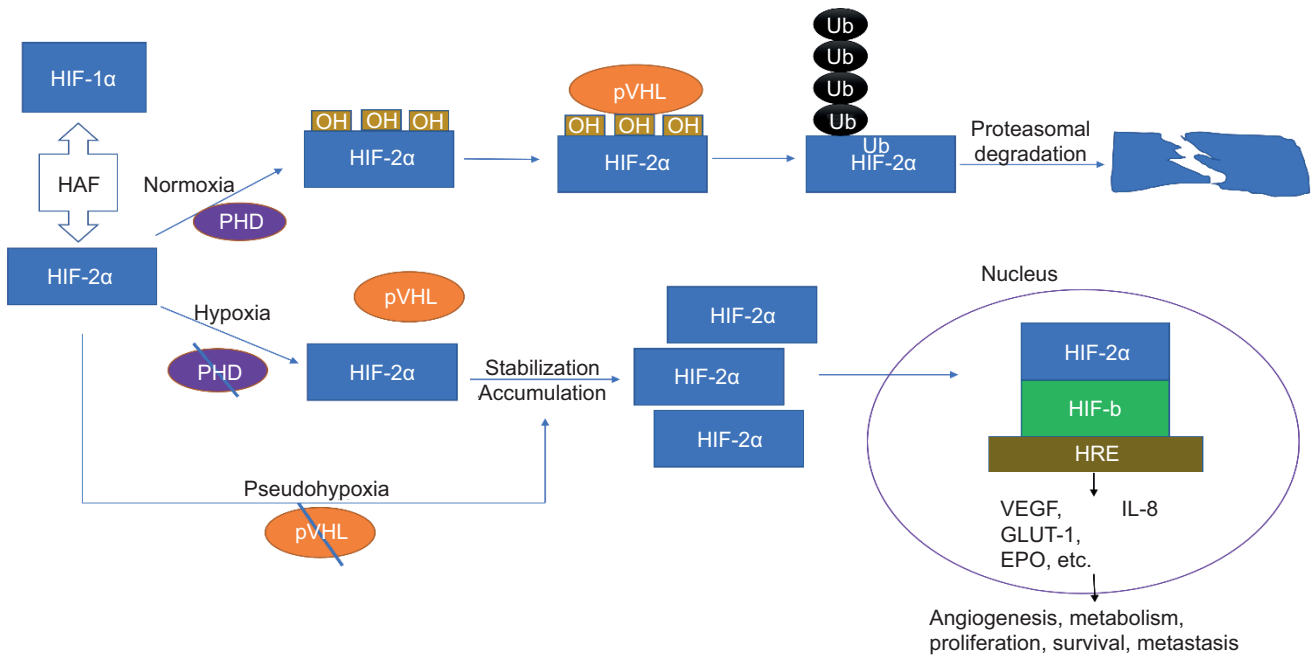 HIF-1α
HAF
HIF-2α
Normoxia
PHD
OH OH OH
HIF-2α
pVHL
OH OH OH
HIF-2α
Ub
Ub
Ub
Ub
Ub
HIF-2α
Proteasomal
degradation
Hypoxia
PHD
pVHL
HIF-2α
Stabilization
Accumulation
HIF-2α
HIF-2α
HIF-2α
Pseudohypoxia
pVHL
Nucleus
HIF-2α
HIF-b
HRE
VEGF, IL-8
GLUT-1,
EPO, etc.
Angiogenesis, metabolism,
proliferation, survival, metastasis